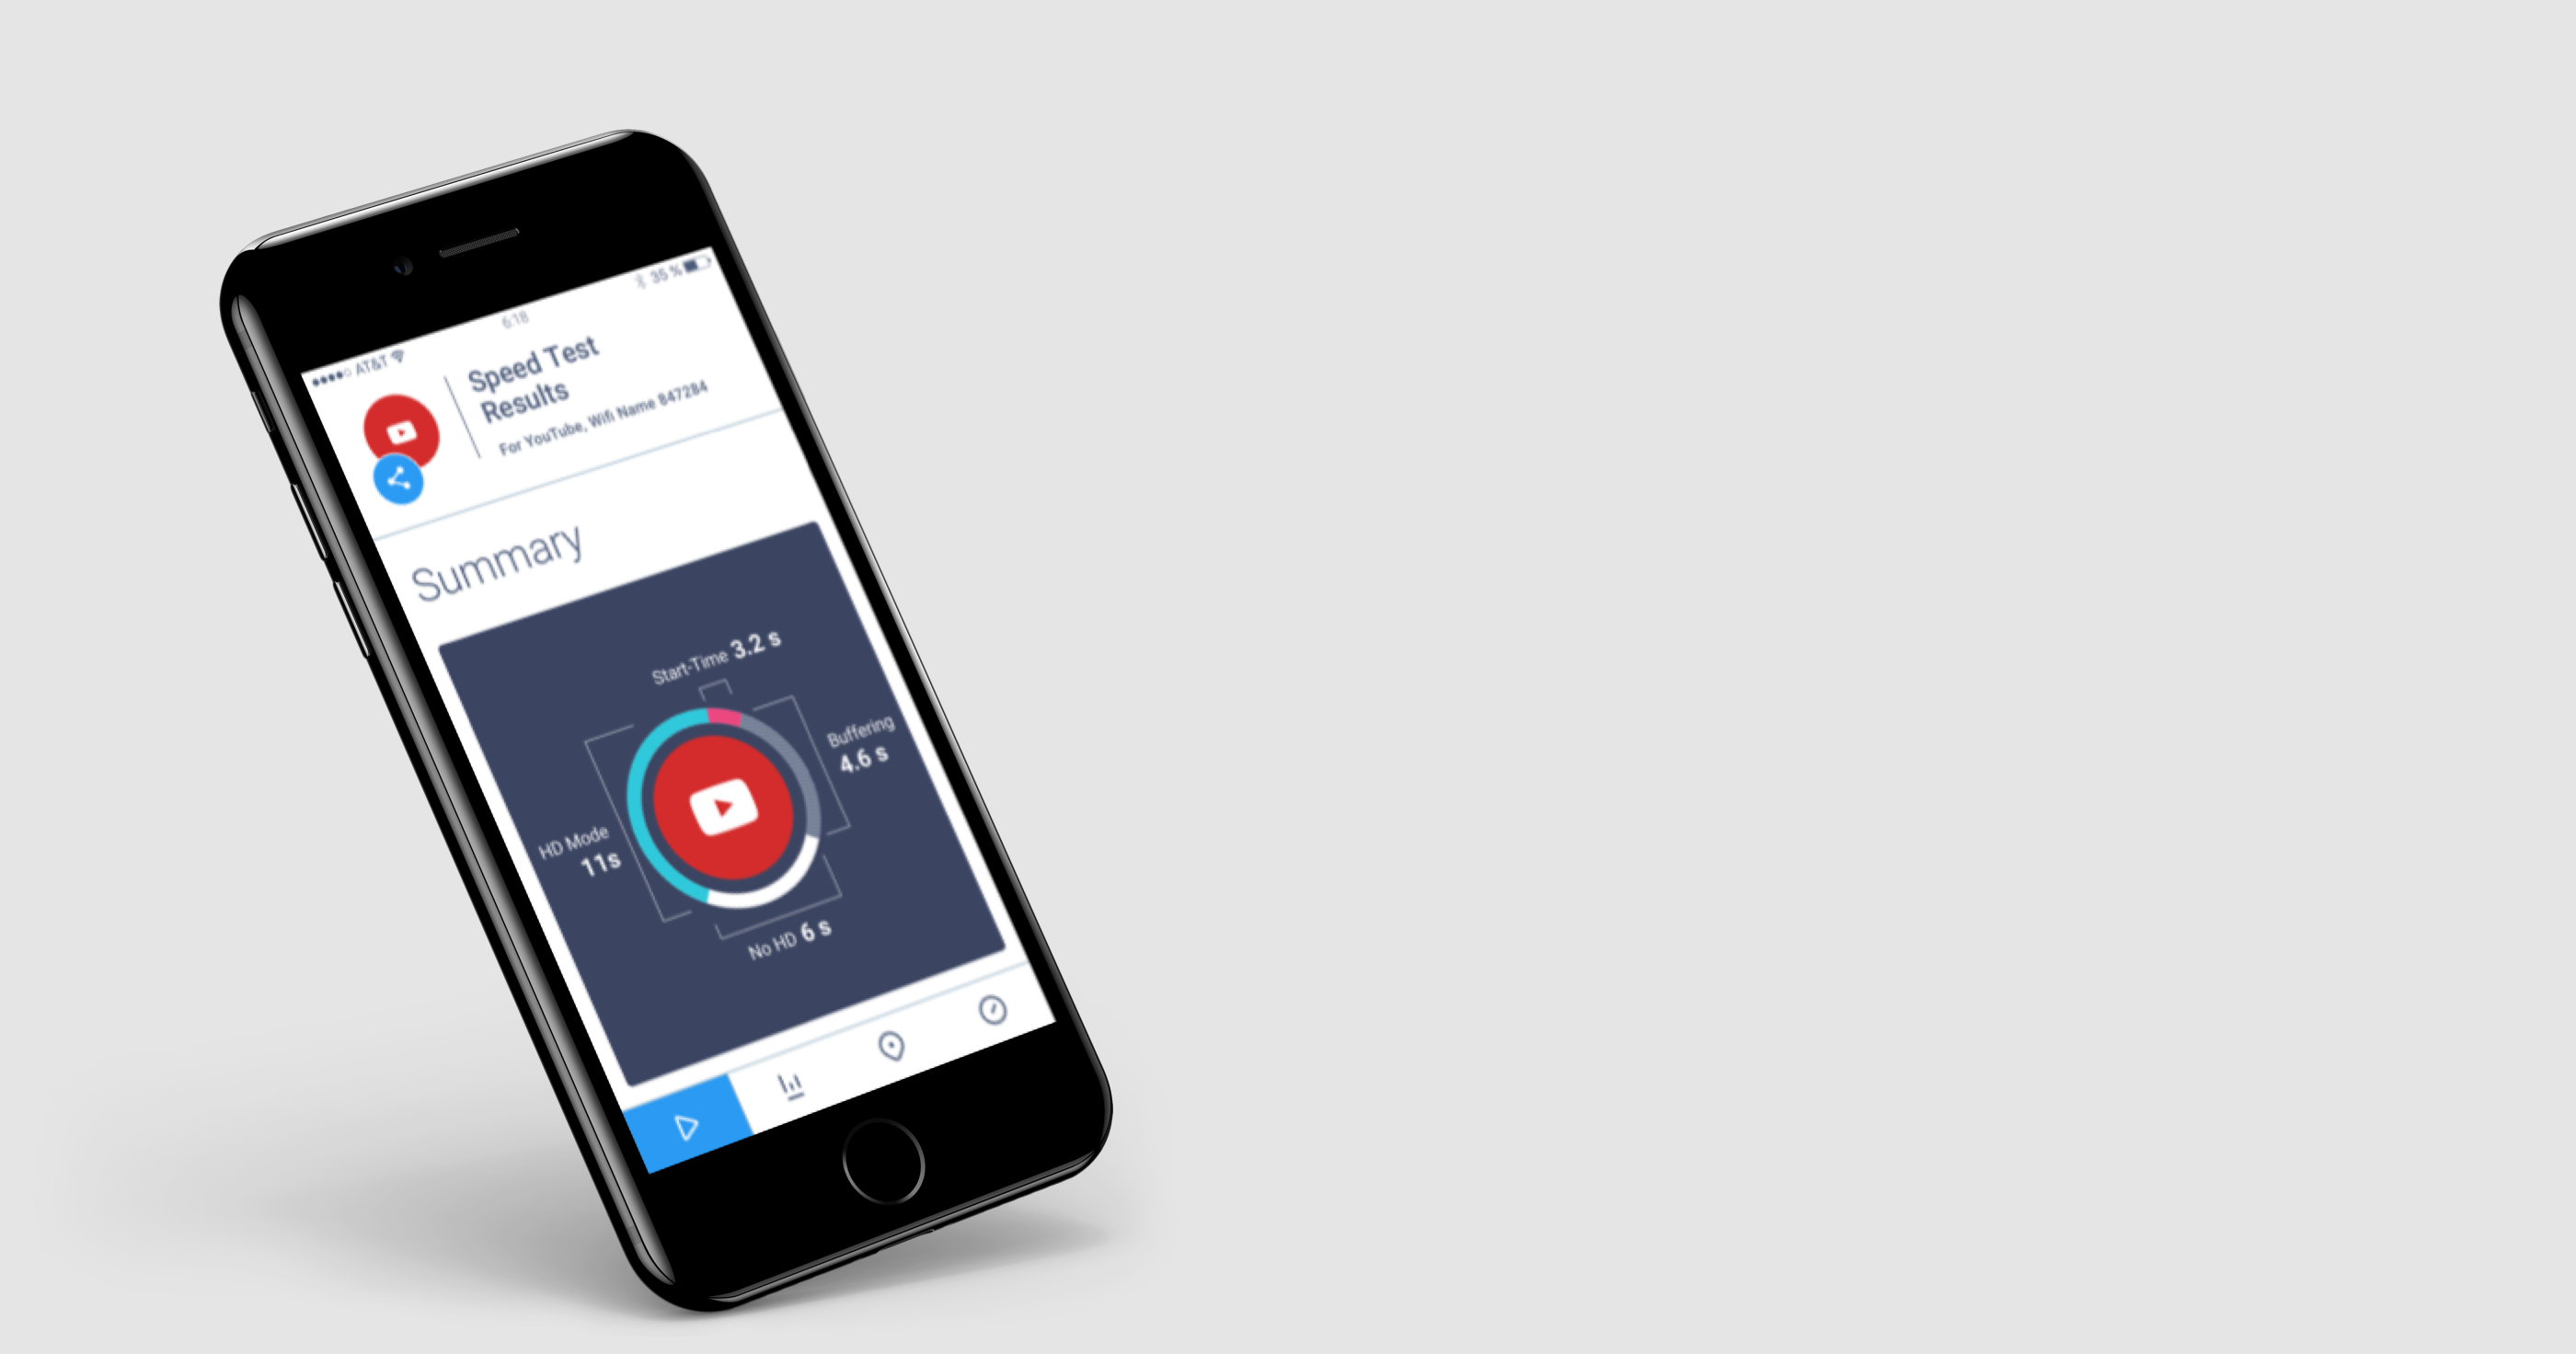 AT&T
6:18
35 %
Speed Test
Results
For YouTube, Wifi Name 847284
Summary
Start-Time 3.2 s
Buffering
4.6 s
HD Mode
11s
No HD 6 s